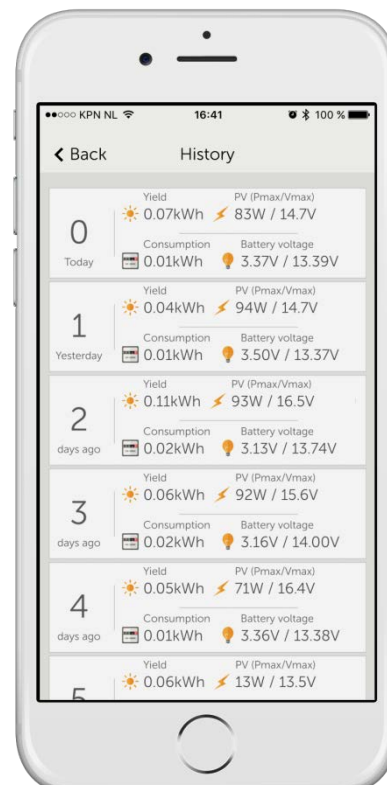 KPN NL 16:41 100 %
Back History
Yield PV (Pmax/Vmax)
0.07kWh 83W / 14.7V
0
Today
Consumption Battery voltage
0.01kWh 3.37V / 13.39V
Yield PV (Pmax/Vmax)
0.04kWh 94W / 14.7V
1
Yesterday
Consumption Battery voltage
0.01kWh 3.50V / 13.37V
Yield PV (Pmax/Vmax)
0.11kWh 93W / 16.5V
2
days ago
Consumption Battery voltage
0.02kWh 3.13V / 13.74V
Yield PV (Pmax/Vmax)
0.06kWh 92W / 15.6V
3
days ago
Consumption Battery voltage
0.02kWh 3.16V / 14.00V
Yield PV (Pmax/Vmax)
0.05kWh 71W / 16.4V
4
days ago
Consumption Battery voltage
0.01kWh 3.36V / 13.38V
Yield PV (Pmax/Vmax)
0.06kWh 13W / 13.5V
5